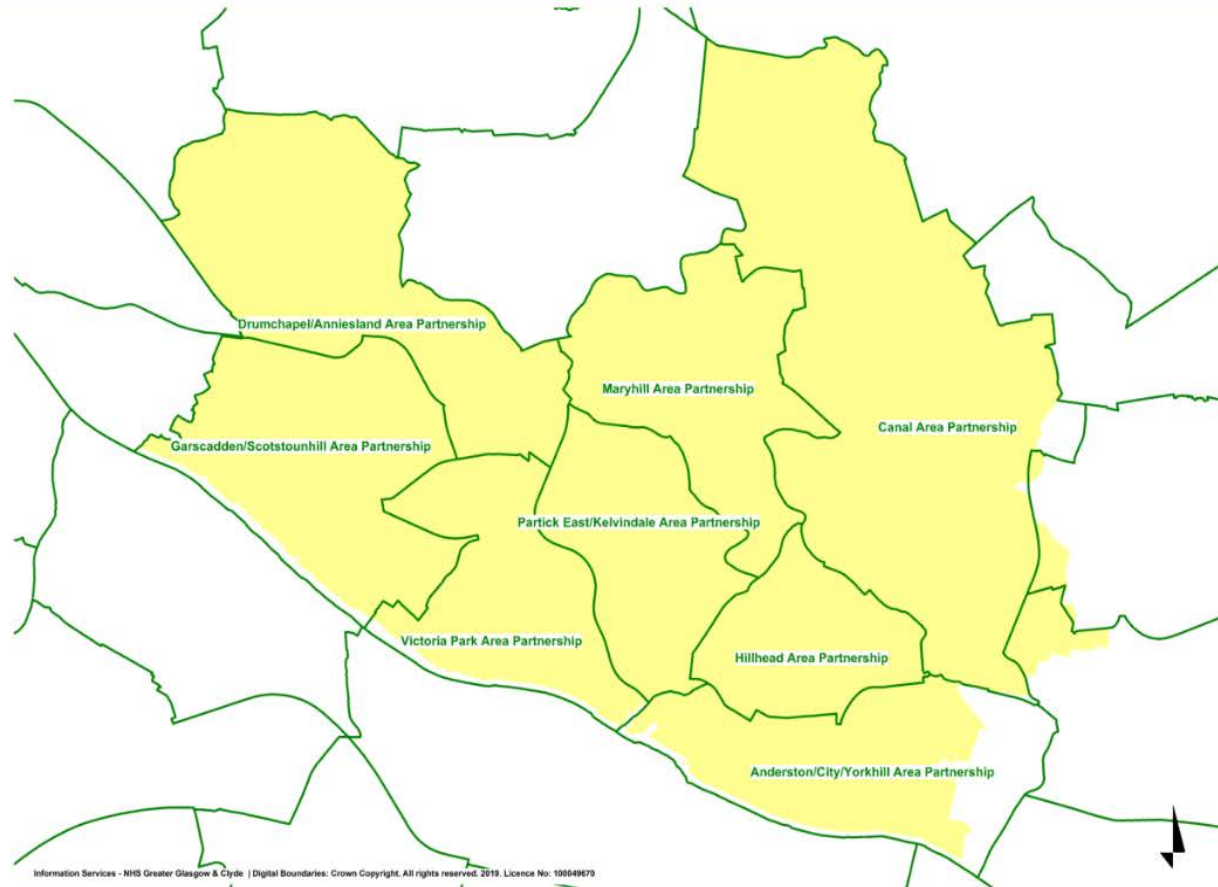 Drumchapel/Anniesland Area Partnership
Maryhill Area Partnership
Canal Area Partnership
Garscadden/Scotstounhill Area Partnership
Partick East/Kelvindale Area Partnership
Victoria Park Area Partnership
Hillhead Area Partnership
Anderston/City/Yorkhill Area Partnership
Information Services - NHS Greater Glasgow & Clyde | Digital Boundaries: Crown Copyright. All rights reserved. 2019. Licence No: 100049670